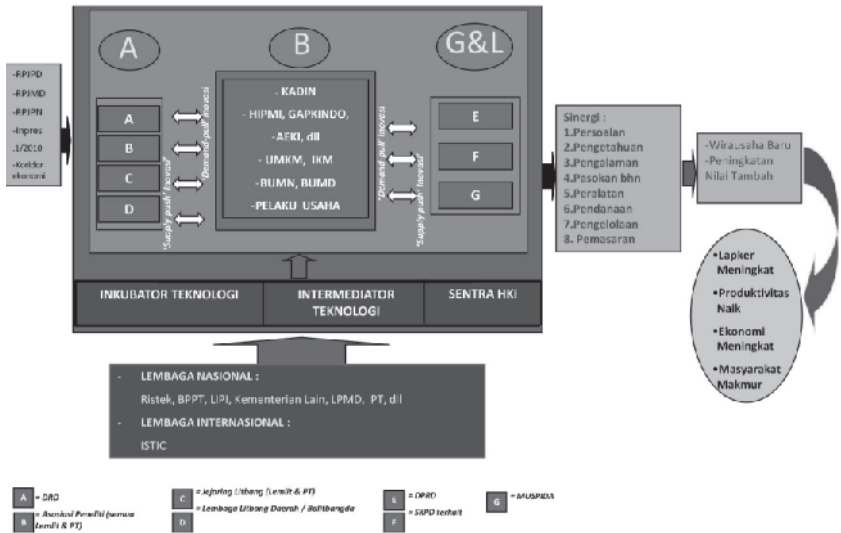 -RPJPD
-RPJMD
-RPJPN
-Inpres
.1/2010
-Koridor
ekonomi
A
B
G&L
A
B
C
D
"Demand-pull" Inovasi
"Supply push" Inovasi"
- KADIN
- HIPMI, GAPKINDO,
-AEKI, dll
- UMKM, IKM
-BUMN, BUMD
-PELAKU USAHA
"Demand-pull" Inovasi
"Supply push" Inovasi"
E
F
G
INKUBATOR TEKNOLOGI
INTERMEDIATOR
TEKNOLOGI
SENTRA HKI
Sinergi :
1.Persoalan
2.Pengetahuan
3.Pengalaman
4.Pasokan bhn
5.Peralatan
6.Pendanaan
7.Pengelolaan
8. Pemasaran
-Wirausaha Baru
-Peningkatan
Nilai Tambah
•Lapker
Meningkat
•Produktivitas
Naik
•Ekonomi
Meningkat
•Masyarakat
Makmur
- LEMBAGA NASIONAL :
Ristek, BPPT, LIPI, Kementerian Lain, LPMD, PT, dll
- LEMBAGA INTERNASIONAL :
ISTIC
A = DRD
B = Asosiasi Peneliti (semua
Lemlit & PT)
C = Jejaring Litbang (Lemlit & PT)
D = Lembaga Litbang Daerah / Balitbangda
E = DPRD
F = SKPD terkait
G = MUSPIDA